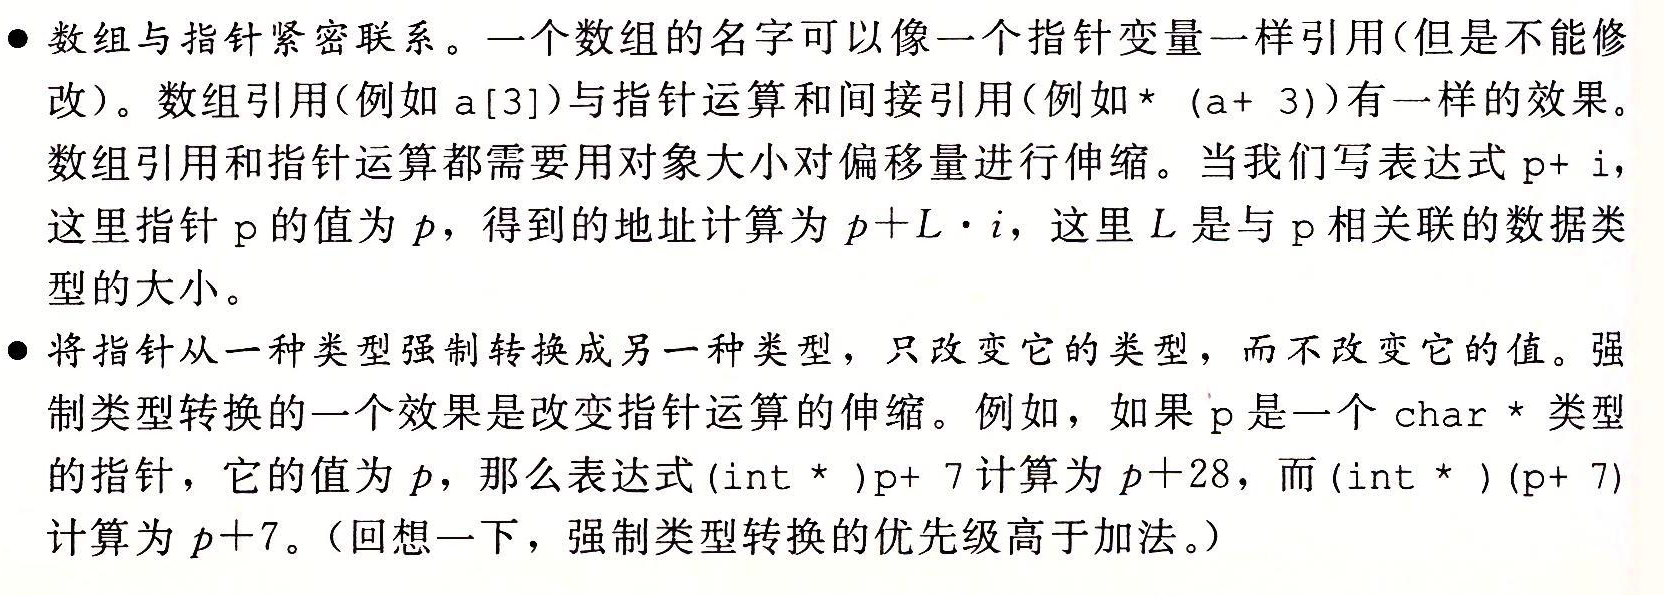 ● 数组与指针紧密联系。一个数组的名字可以像一个指针变量一样引用(但是不能修
改)。数组引用(例如 a[3])与指针运算和间接引用(例如* (a+ 3))有一样的效果。
数组引用和指针运算都需要用对象大小对偏移量进行伸缩。当我们写表达式 p+ i,
这里指针 p 的值为 p, 得到的地址计算为 p+L·i, 这里 L 是与 p 相关联的数据类
型的大小。
● 将指针从一种类型强制转换成另一种类型, 只改变它的类型, 而不改变它的值。强
制类型转换的一个效果是改变指针运算的伸缩。例如, 如果 p 是一个 char * 类型
的指针, 它的值为 p, 那么表达式(int * )p+ 7 计算为 p+28, 而(int * )(p+ 7)
计算为 p+7。(回想一下, 强制类型转换的优先级高于加法。)